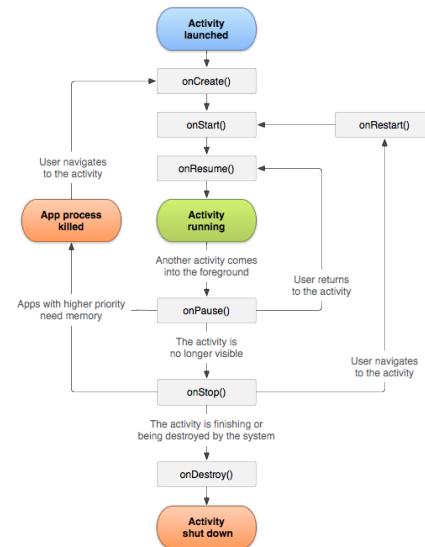 Activity
launched
onCreate()
onStart()
onRestart()
User navigates
to the activity
onResume()
App process
killed
Activity
running
Another activity comes
into the foreground
User returns
to the activity
Apps with higher priority
need memory
onPause()
The activity is
no longer visible
User navigates
to the activity
onStop()
The activity is finishing or
being destroyed by the system
onDestroy()
Activity
shut down